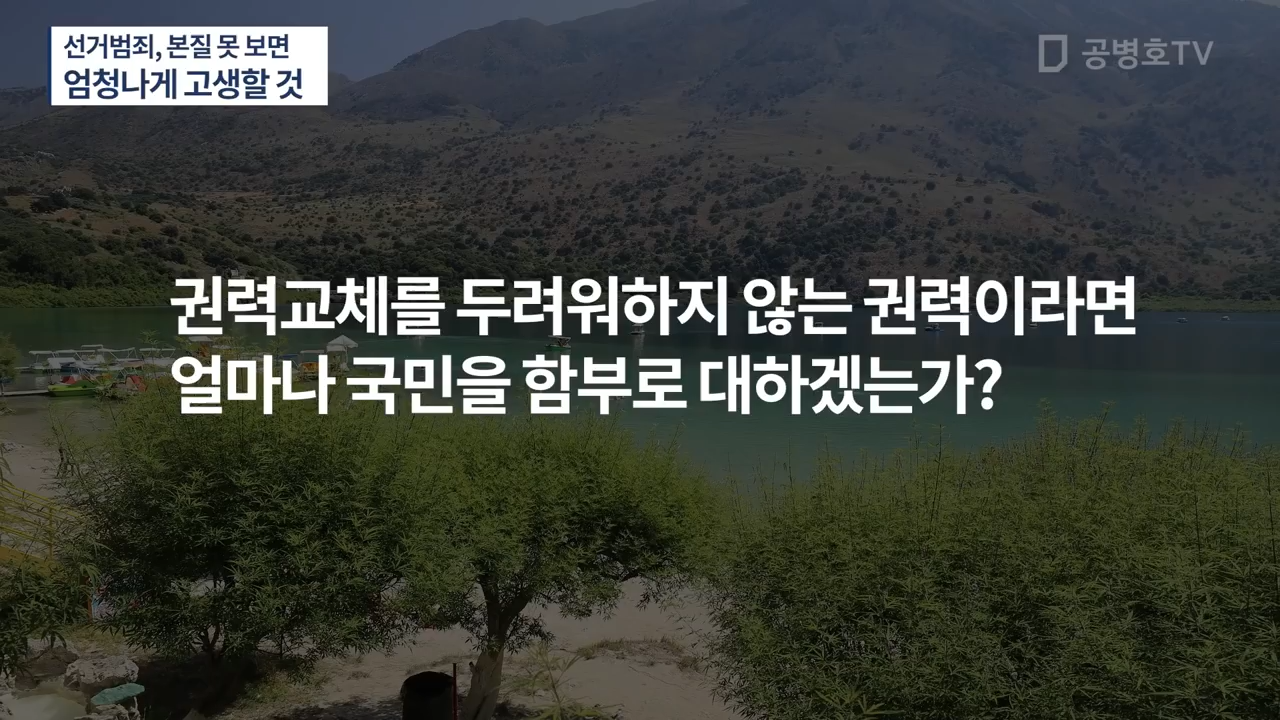 선거범죄, 본질 못 보면
엄청나게 고생할 것
공병호TV
권력교체를 두려워하지 않는 권력이라면
얼마나 국민을 함부로 대하겠는가?